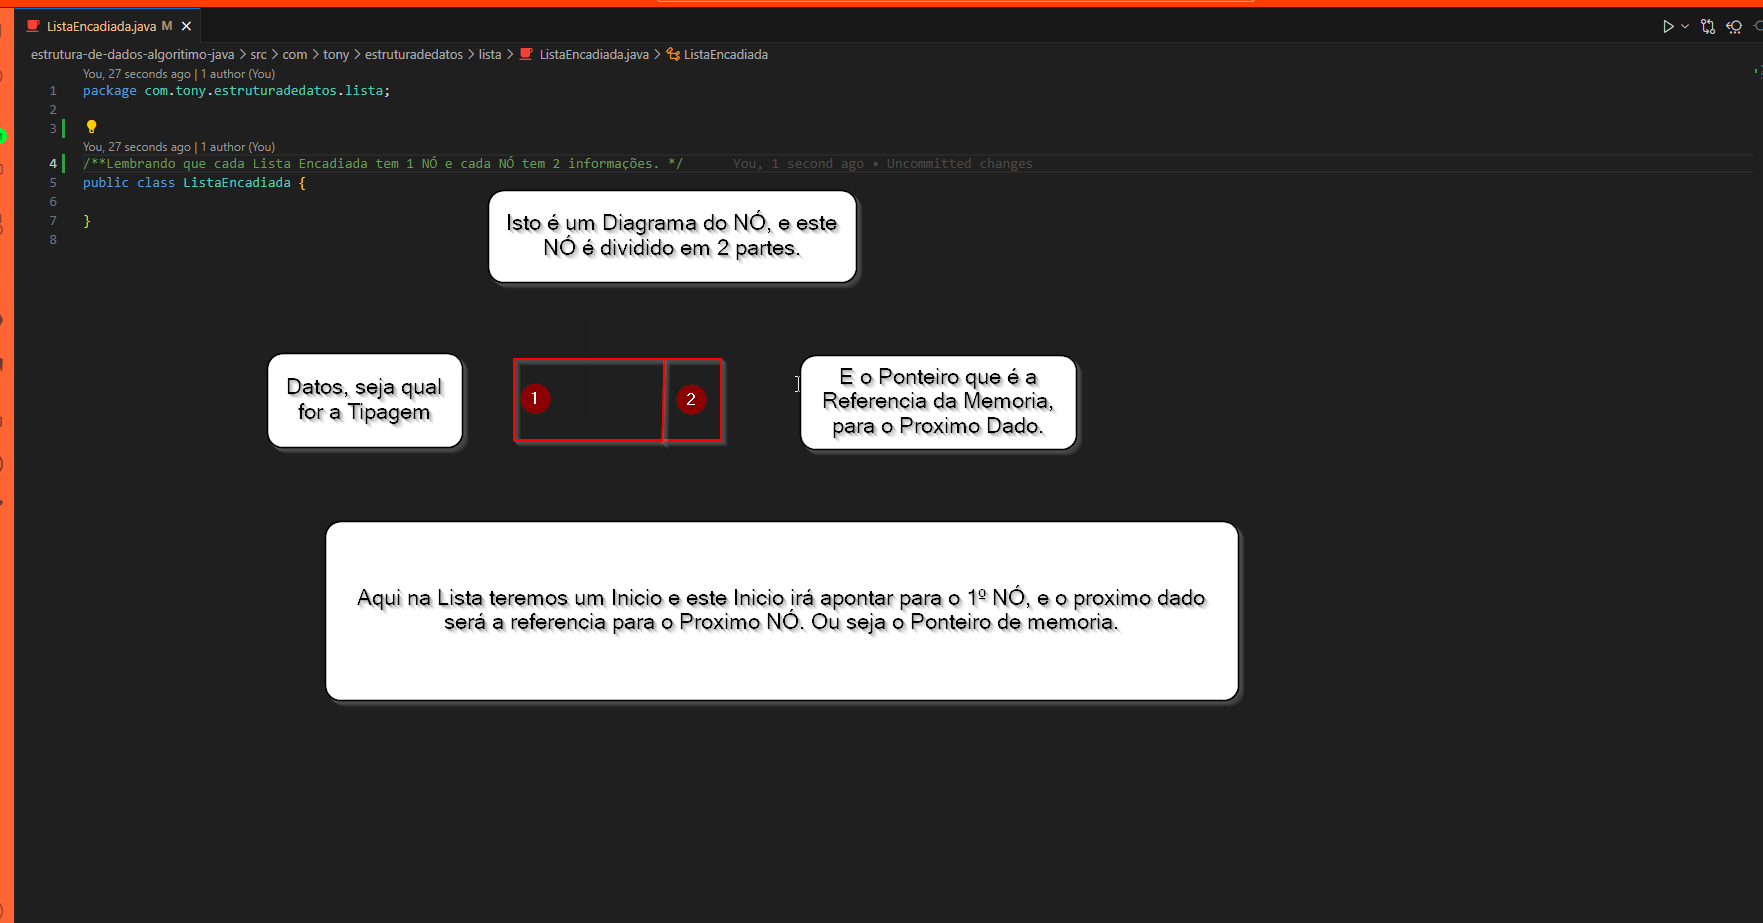 ListaEncadiada.java M
estrutura-de-dados-algoritimo-java > src > com > tony > estruturadedatos > lista > ListaEncadiada.java > ListaEncadiada
You, 27 seconds ago | 1 author (You)
1 package com.tony.estruturadedatos.lista;
2
3
You, 27 seconds ago | 1 author (You)
4 /**Lembrando que cada Lista Encadiada tem 1 NÓ e cada NÓ tem 2 informações. */ You, 1 second ago • Uncommitted changes
5 public class ListaEncadiada {
6
7 }
8
Isto é um Diagrama do NÓ, e este
NÓ é dividido em 2 partes.
Datos, seja qual
for a Tipagem
1
2
E o Ponteiro que é a
Referencia da Memoria,
para o Proximo Dado.
Aqui na Lista teremos um Inicio e este Inicio irá apontar para o 1º NÓ, e o proximo dado
será a referencia para o Proximo NÓ. Ou seja o Ponteiro de memoria.